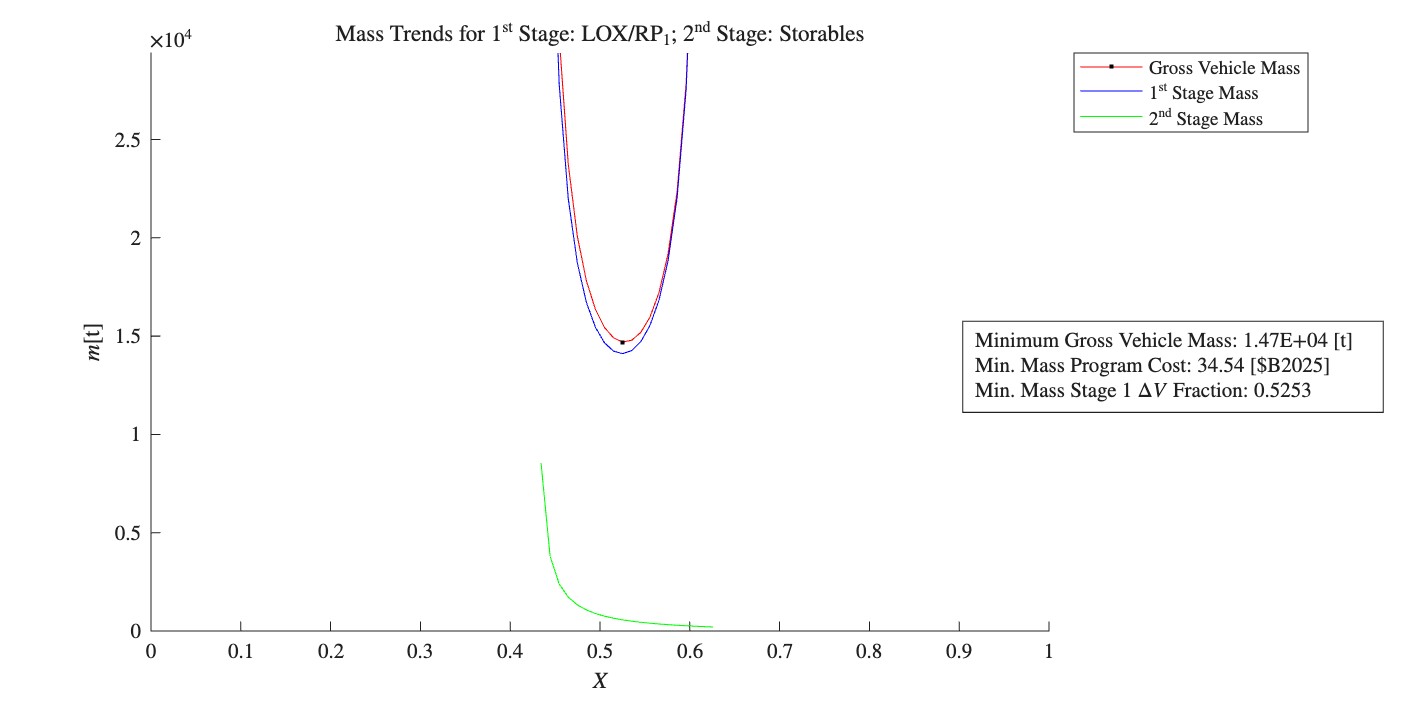 Mass Trends for 1st Stage: LOX/RP1; 2nd Stage: Storables
×10⁴
Gross Vehicle Mass
1st Stage Mass
2nd Stage Mass
2.5
2
1.5
1
0.5
0
m[t]
Minimum Gross Vehicle Mass: 1.47E+04 [t]
Min. Mass Program Cost: 34.54 [$B2025]
Min. Mass Stage 1 ΔV Fraction: 0.5253
0 0.1 0.2 0.3 0.4 0.5 0.6 0.7 0.8 0.9 1
X